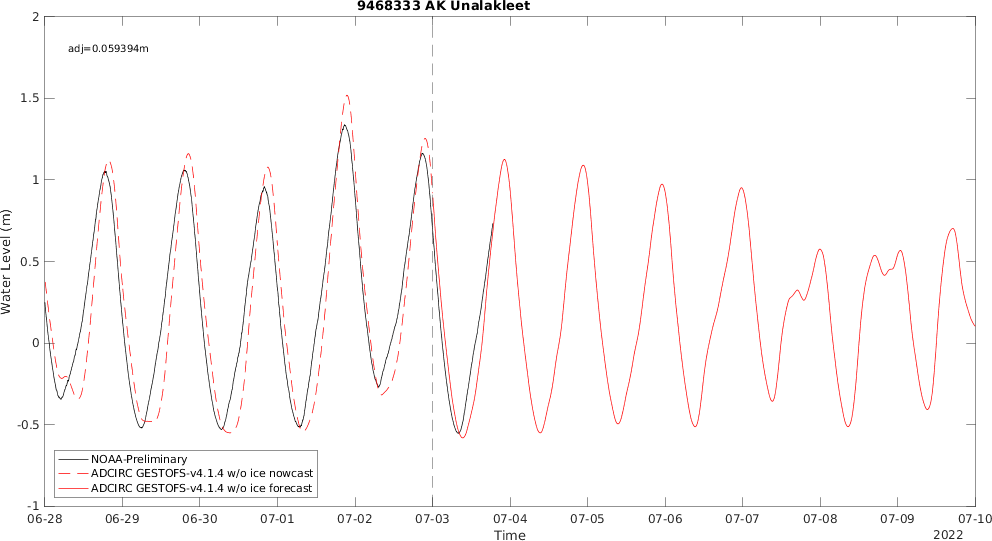 9468333 AK Unalakleet
adj=0.059394m
Water Level (m)
2
1.5
1
0.5
0
-0.5
-1
NOAA-Preliminary
ADCIRC GESTOFS-v4.1.4 w/o ice nowcast
ADCIRC GESTOFS-v4.1.4 w/o ice forecast
06-28 06-29 06-30 07-01 07-02 07-03 07-04 07-05 07-06 07-07 07-08 07-09 07-10
Time
2022